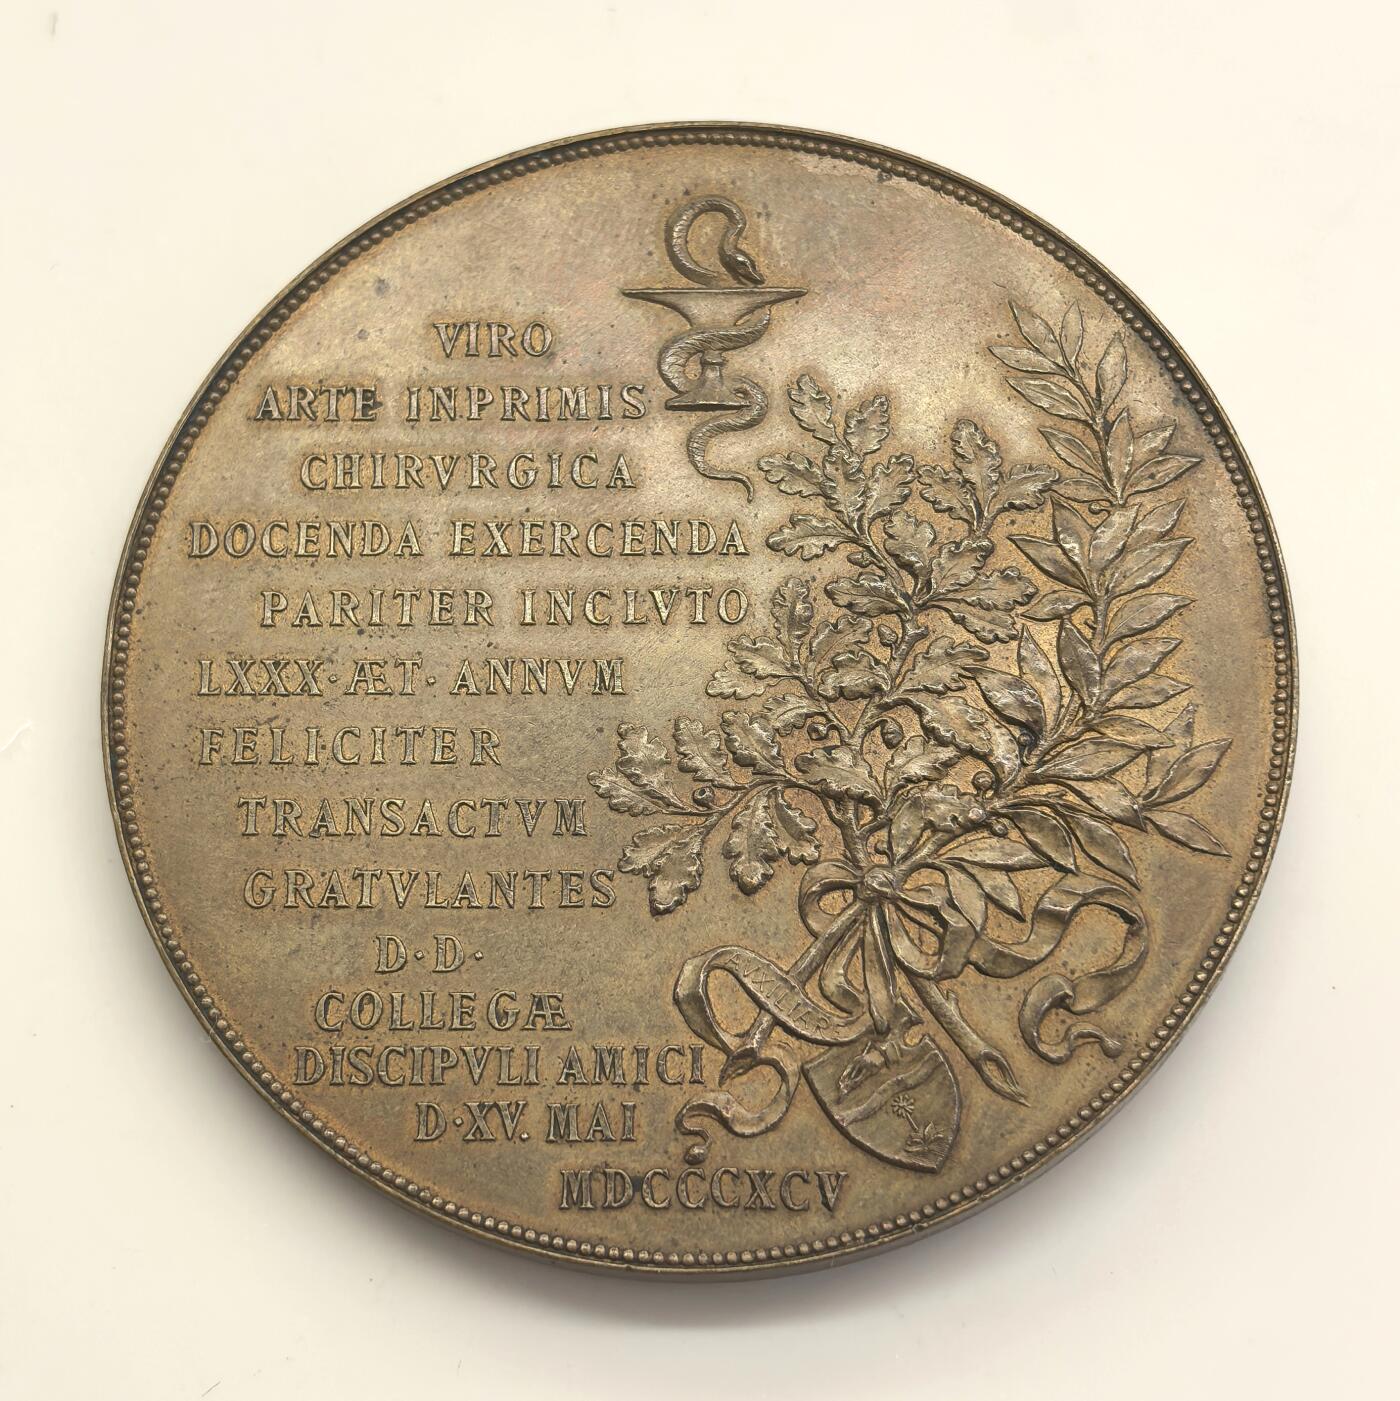 VIRO
ARTE INPRIMIS
CHIRVRGICA
DOCENDA EXERCENDA
PARITER INCLVTO
LXXX·ÆT· ANNVM
FELICITER
TRANSACTVM
GRATVLANTES
D·D·
COLLEGÆ
DISCIPVLI AMICI
D·XV. MAI
MDCCCXCV
AVXILIARE